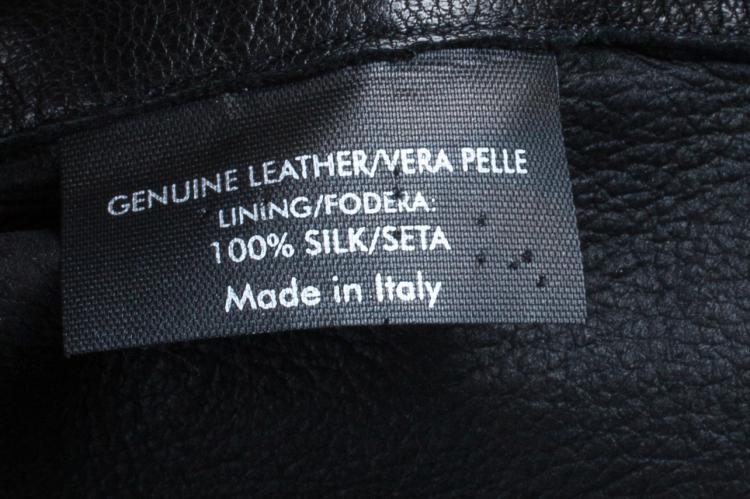 GENUINE LEATHER/VERA PELLE
LINING/FODERA:
100% SILK/SETA
Made in Italy